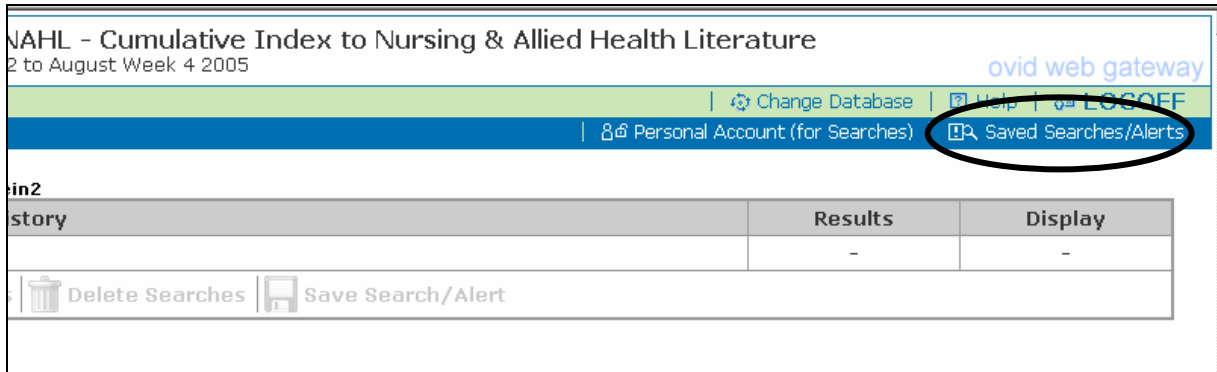 NAHL - Cumulative Index to Nursing & Allied Health Literature
2 to August Week 4 2005
ovid web gateway
| Change Database | Help | LOGOFF
| Personal Account (for Searches) Saved Searches/Alerts
ein2
istory Results Display
- -
s | Delete Searches | Save Search/Alert